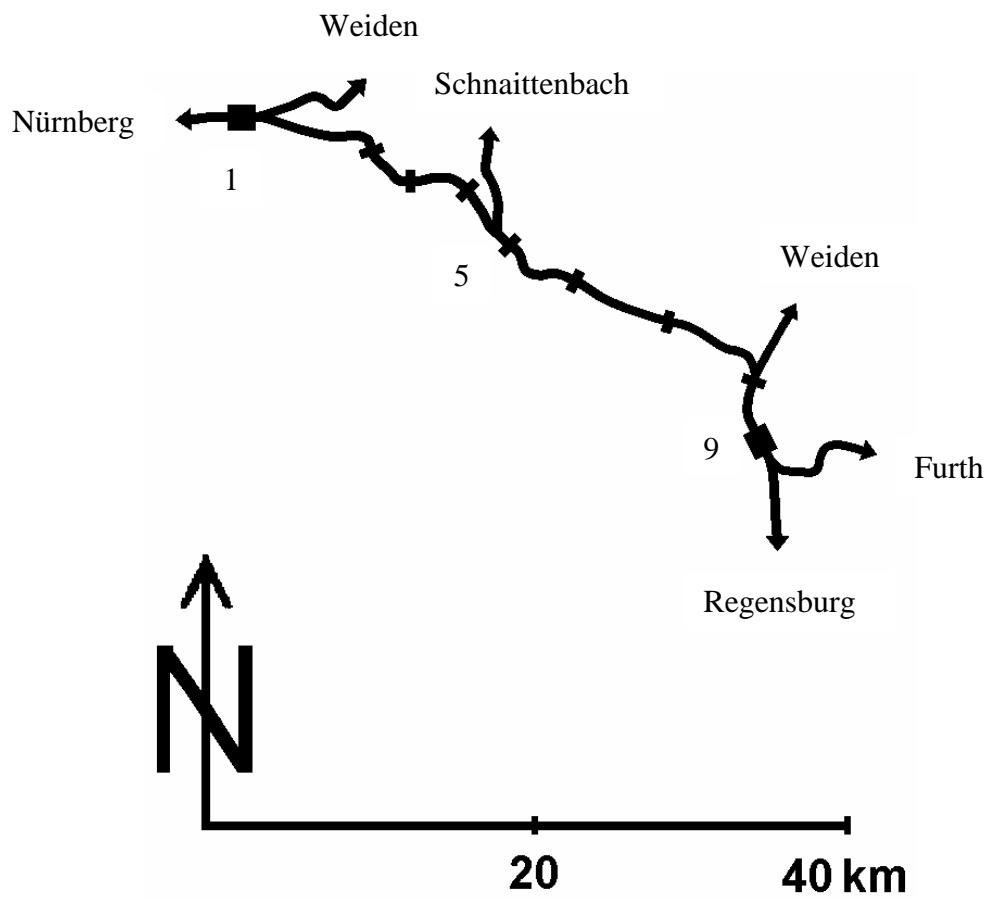 Weiden
Schnaittenbach
Nürnberg
1
5
Weiden
9
Furth
Regensburg
N
20
40 km